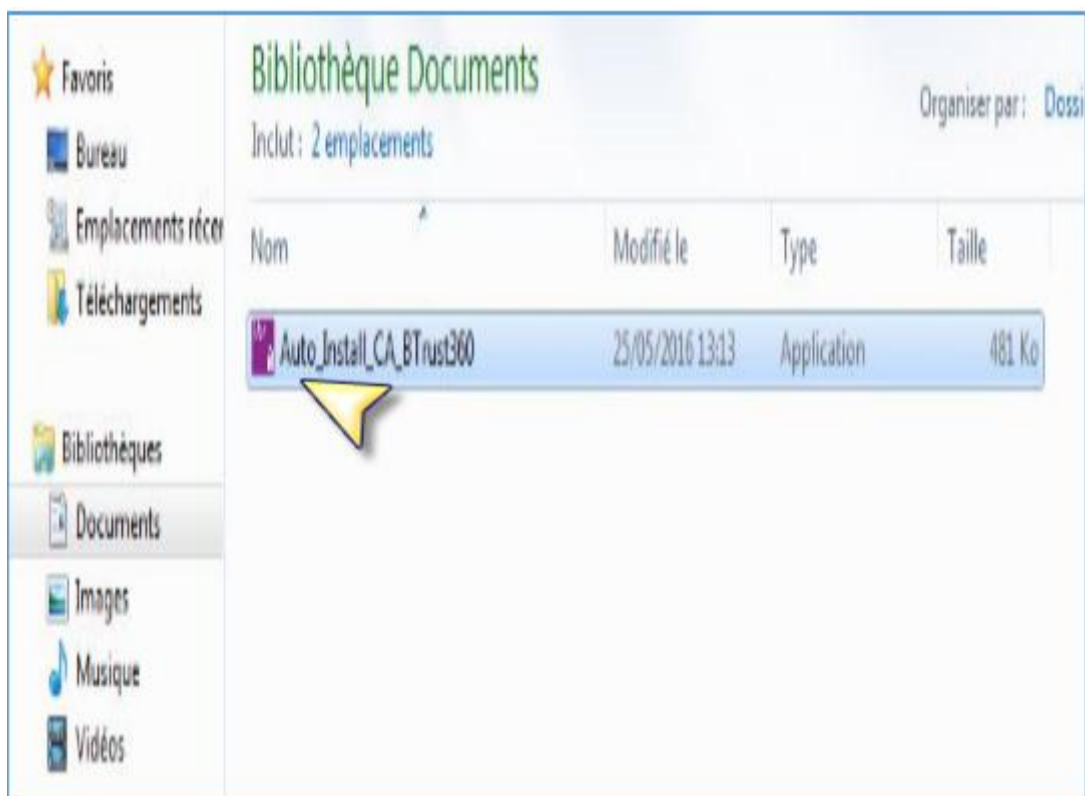 Favoris
Bureau
Emplacements récen
Téléchargements
Bibliothèques
Documents
Images
Musique
Vidéos
Bibliothèque Documents
Inclut : 2 emplacements
Organiser par : Dossi
Nom Modifié le Type Taille
Auto_Install_CA_BTrust360 25/05/2016 13:13 Application 481 Ko